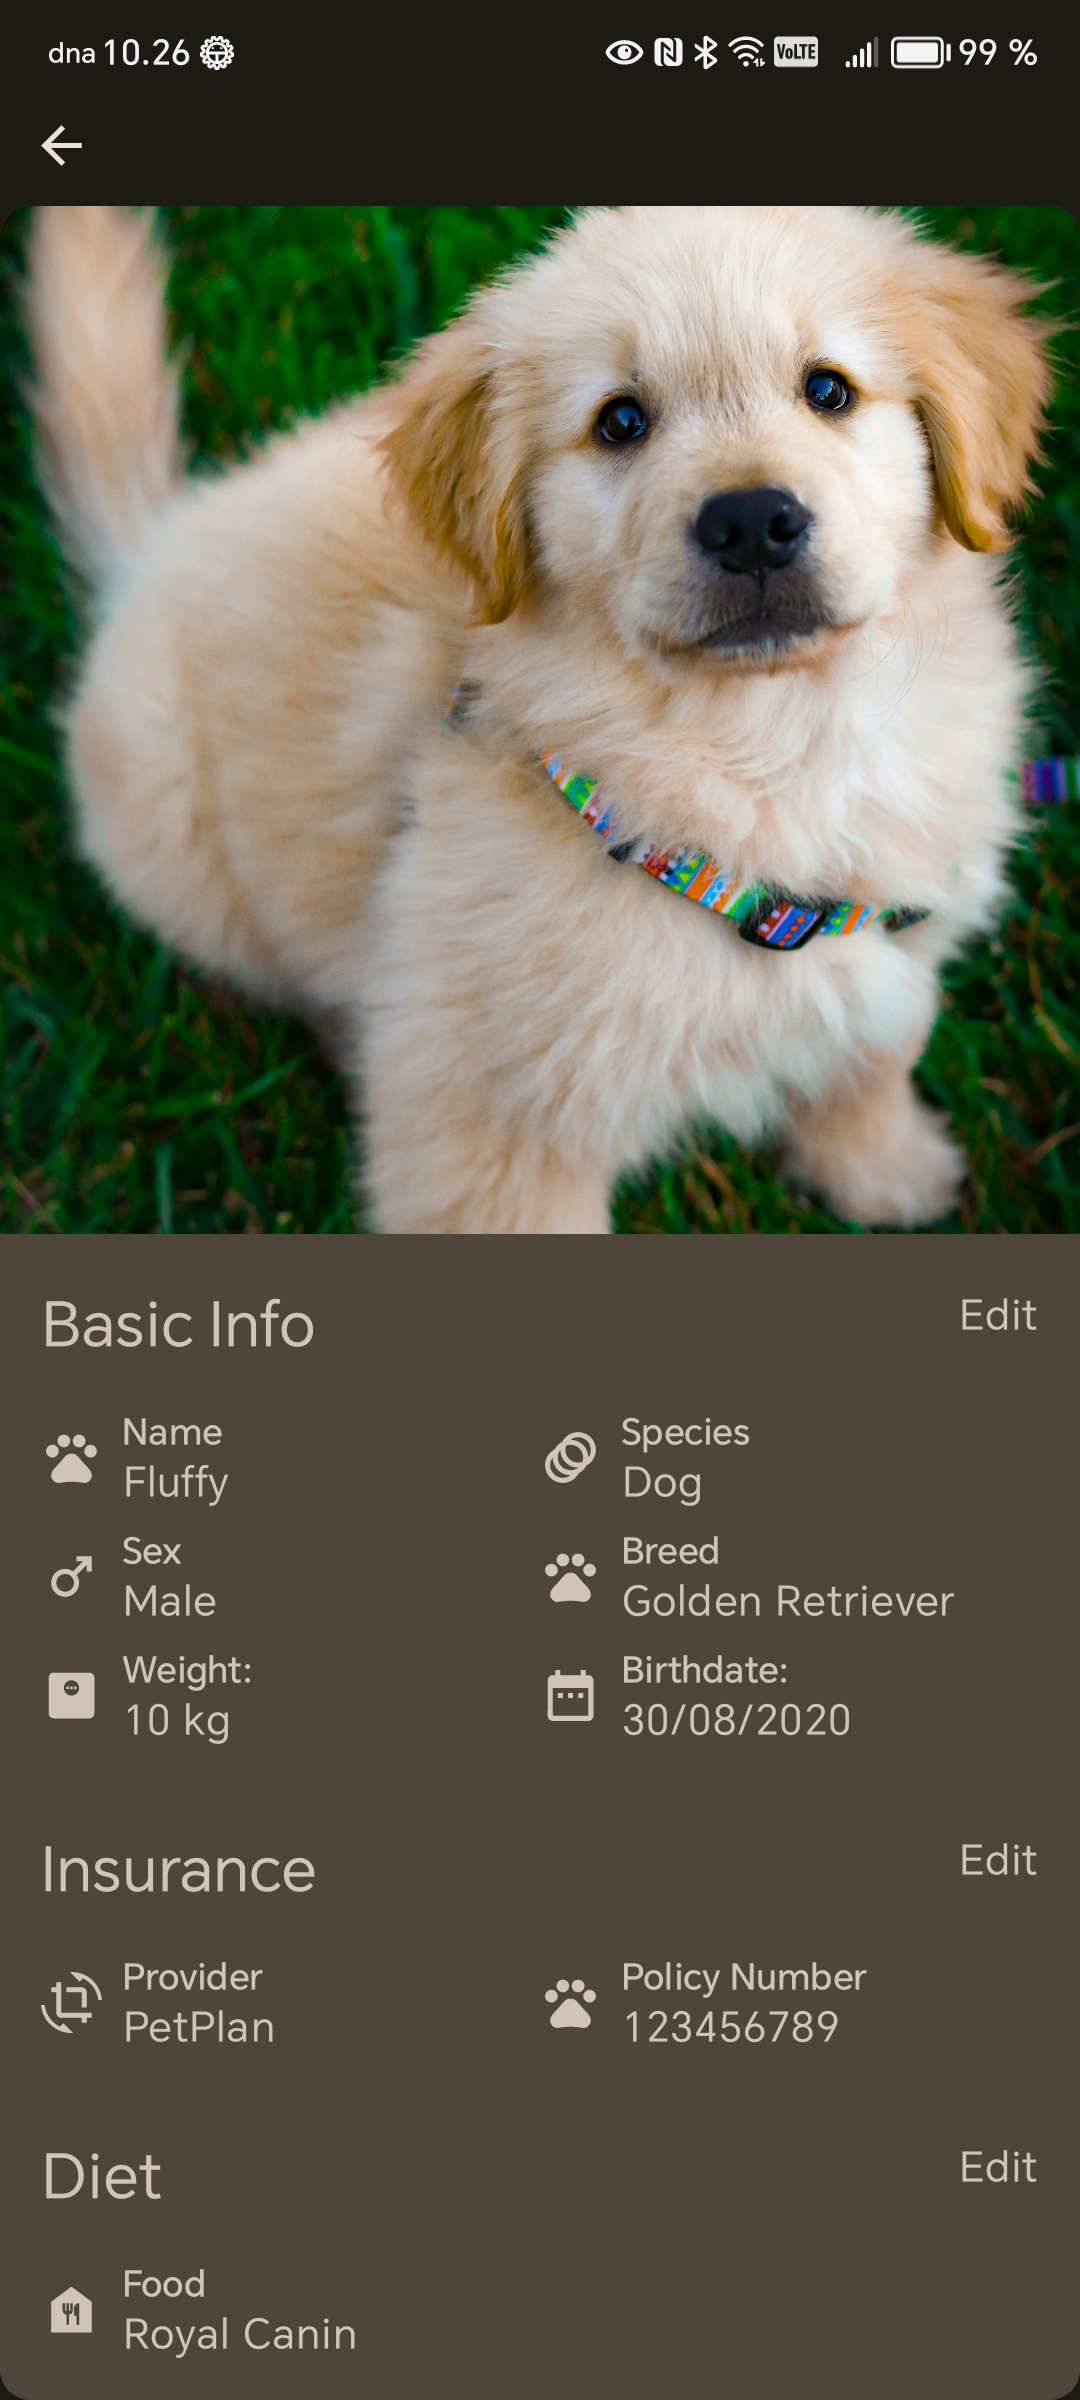 dna 10.26 VoLTE 99 %
Basic Info Edit
Name Species
Fluffy Dog
Sex Breed
Male Golden Retriever
Weight: Birthdate:
10 kg 30/08/2020
Insurance Edit
Provider Policy Number
PetPlan 123456789
Diet Edit
Food
Royal Canin